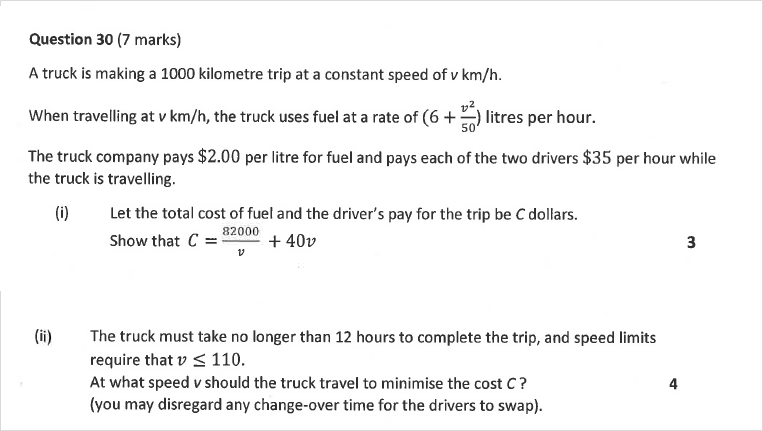 Question 30 (7 marks)
A truck is making a 1000 kilometre trip at a constant speed of v km/h.
When travelling at v km/h, the truck uses fuel at a rate of (6 + v²/50) litres per hour.
The truck company pays $2.00 per litre for fuel and pays each of the two drivers $35 per hour while
the truck is travelling.
(i) Let the total cost of fuel and the driver's pay for the trip be C dollars.
Show that C = 82000/v + 40v 3
(ii) The truck must take no longer than 12 hours to complete the trip, and speed limits
require that v ≤ 110.
At what speed v should the truck travel to minimise the cost C? 4
(you may disregard any change-over time for the drivers to swap).